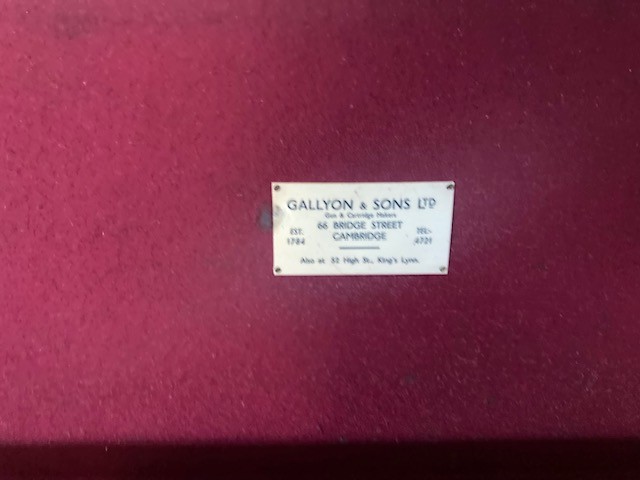 GALLYON & SONS LTD
Gun & Cartridge Makers
66 BRIDGE STREET
EST. 1784
CAMBRIDGE
TEL:- 4721
Also at 52 High St., King's Lynn.